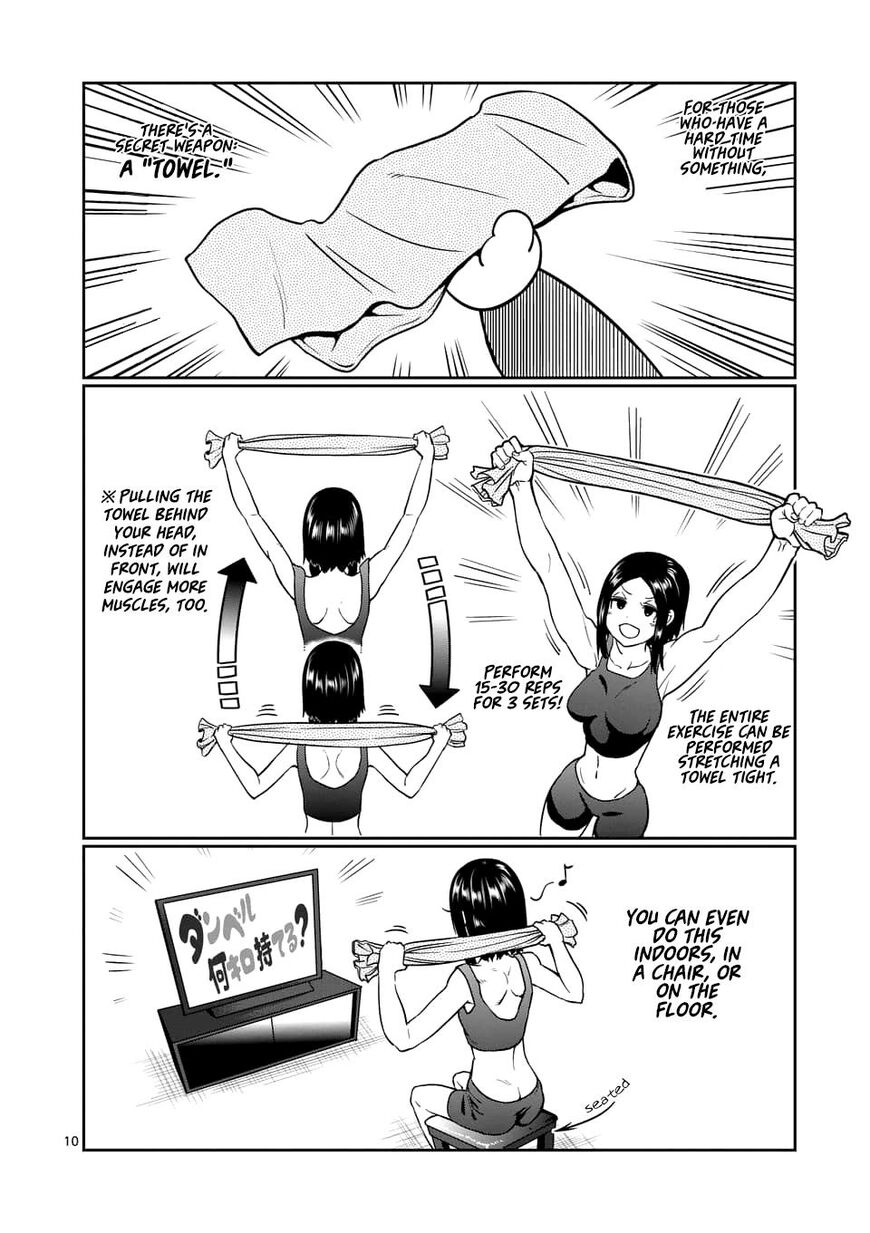 FOR THOSE
WHO HAVE A
HARD TIME
WITHOUT
SOMETHING,
THERE'S A
SECRET WEAPON:
A "TOWEL."
※ PULLING THE
TOWEL BEHIND
YOUR HEAD,
INSTEAD OF IN
FRONT, WILL
ENGAGE MORE
MUSCLES, TOO.
PERFORM
15-30 REPS
FOR 3 SETS!
THE ENTIRE
EXERCISE CAN BE
PERFORMED
STRETCHING A
TOWEL TIGHT.
ダンベル
何キロ持てる?
YOU CAN EVEN
DO THIS
INDOORS, IN
A CHAIR, OR
ON THE
FLOOR.
seated
10